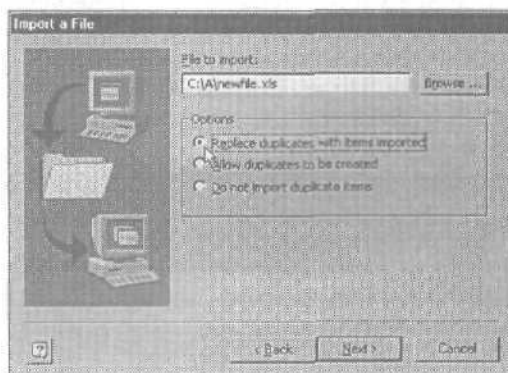 Import a File
File to import:
C:\A\newfile.xls
Browse ...
Options
Replace duplicates with items imported
Allow duplicates to be created
Do not import duplicate items
?
< Back
Next >
Cancel